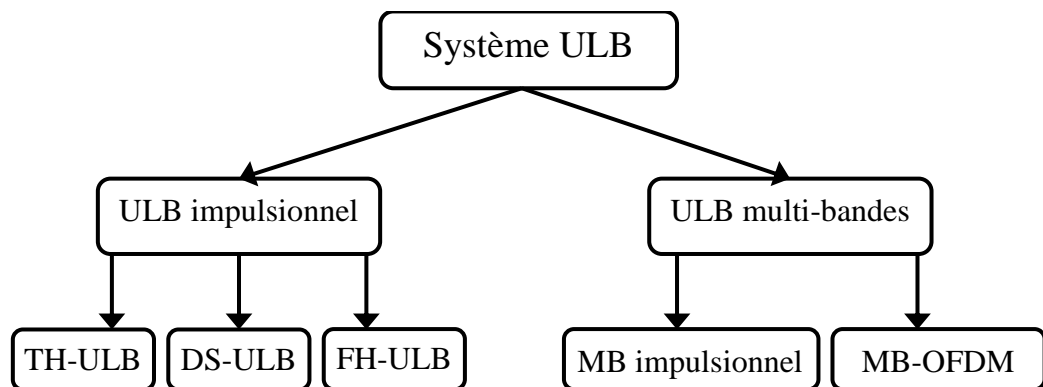 Système ULB
ULB impulsionnel
ULB multi-bandes
TH-ULB
DS-ULB
FH-ULB
MB impulsionnel
MB-OFDM